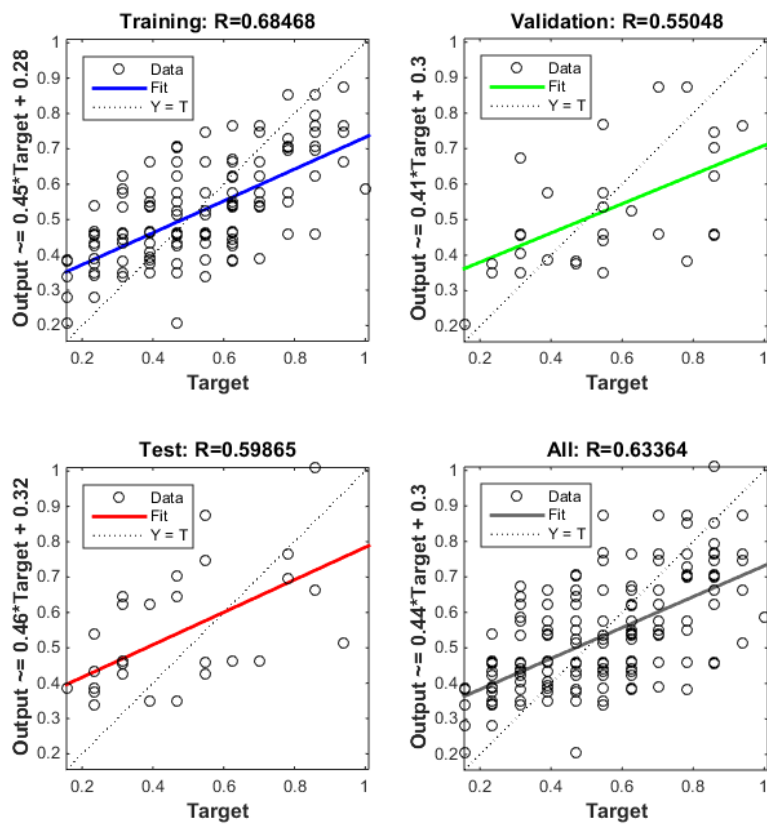 Training: R=0.68468
Output ~= 0.45*Target + 0.28
1
0.9
0.8
0.7
0.6
0.5
0.4
0.3
0.2
Data
Fit
Y = T
0.2
0.4
0.6
0.8
1
Target
Validation: R=0.55048
Output ~= 0.41*Target + 0.3
1
0.9
0.8
0.7
0.6
0.5
0.4
0.3
0.2
Data
Fit
Y = T
0.2
0.4
0.6
0.8
1
Target
Test: R=0.59865
Output ~= 0.46*Target + 0.32
1
0.9
0.8
0.7
0.6
0.5
0.4
0.3
0.2
Data
Fit
Y = T
0.2
0.4
0.6
0.8
1
Target
All: R=0.63364
Output ~= 0.44*Target + 0.3
1
0.9
0.8
0.7
0.6
0.5
0.4
0.3
0.2
Data
Fit
Y = T
0.2
0.4
0.6
0.8
1
Target